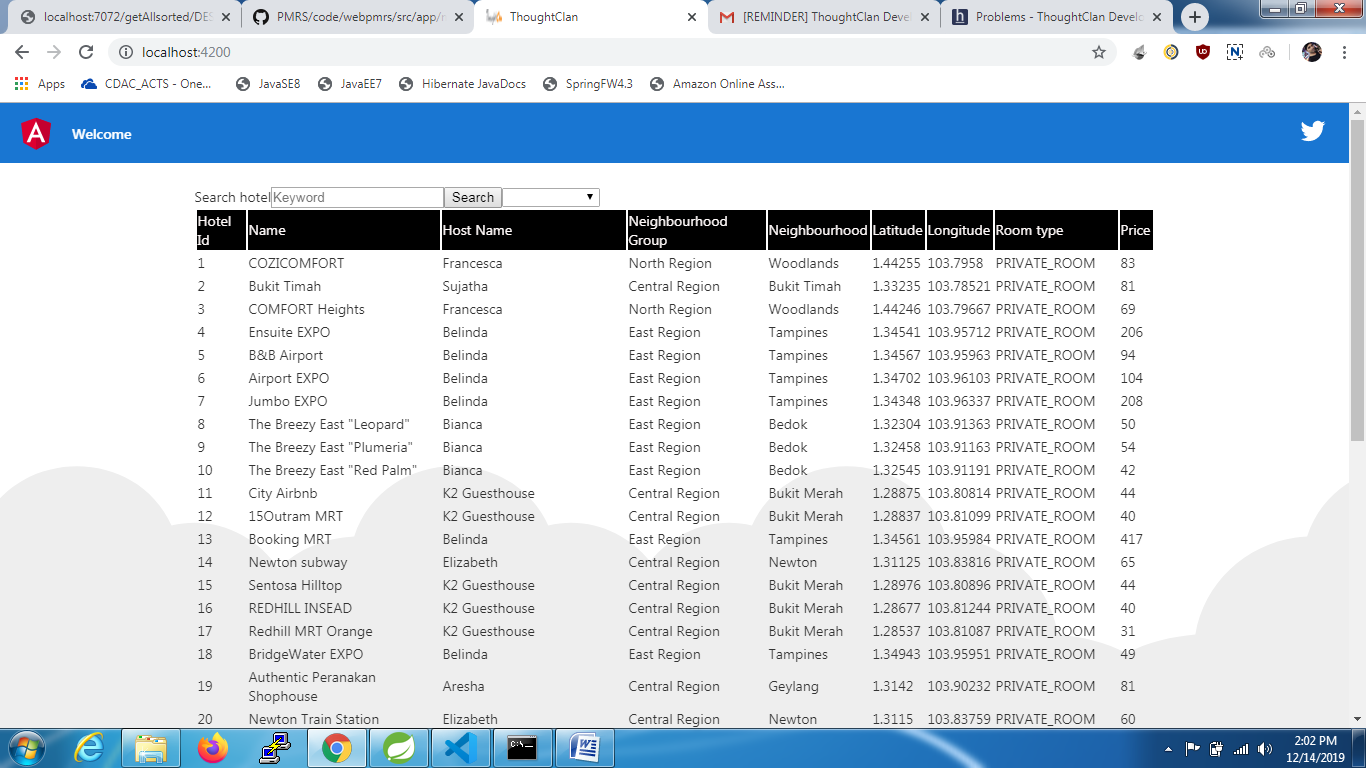 localhost:7072/getAllsorted/DES
PMRS/code/webpmrs/src/app/r
ThoughtClan
[REMINDER] ThoughtClan Deve
Problems - ThoughtClan Develo
localhost:4200
Apps CDAC_ACTS - One... JavaSE8 JavaEE7 Hibernate JavaDocs SpringFW4.3 Amazon Online Ass...
Welcome
Search hotel Keyword Search
Hotel Id Name Host Name Neighbourhood Group Neighbourhood Latitude Longitude Room type Price
1 COZICOMFORT Francesca North Region Woodlands 1.44255 103.7958 PRIVATE_ROOM 83
2 Bukit Timah Sujatha Central Region Bukit Timah 1.33235 103.78521 PRIVATE_ROOM 81
3 COMFORT Heights Francesca North Region Woodlands 1.44246 103.79667 PRIVATE_ROOM 69
4 Ensuite EXPO Belinda East Region Tampines 1.34541 103.95712 PRIVATE_ROOM 206
5 B&B Airport Belinda East Region Tampines 1.34567 103.95963 PRIVATE_ROOM 94
6 Airport EXPO Belinda East Region Tampines 1.34702 103.96103 PRIVATE_ROOM 104
7 Jumbo EXPO Belinda East Region Tampines 1.34348 103.96337 PRIVATE_ROOM 208
8 The Breezy East "Leopard" Bianca East Region Bedok 1.32304 103.91363 PRIVATE_ROOM 50
9 The Breezy East "Plumeria" Bianca East Region Bedok 1.32458 103.91163 PRIVATE_ROOM 54
10 The Breezy East "Red Palm" Bianca East Region Bedok 1.32545 103.91191 PRIVATE_ROOM 42
11 City Airbnb K2 Guesthouse Central Region Bukit Merah 1.28875 103.80814 PRIVATE_ROOM 44
12 15Outram MRT K2 Guesthouse Central Region Bukit Merah 1.28837 103.81099 PRIVATE_ROOM 40
13 Booking MRT Belinda East Region Tampines 1.34561 103.95984 PRIVATE_ROOM 417
14 Newton subway Elizabeth Central Region Newton 1.31125 103.83816 PRIVATE_ROOM 65
15 Sentosa Hilltop K2 Guesthouse Central Region Bukit Merah 1.28976 103.80896 PRIVATE_ROOM 44
16 REDHILL INSEAD K2 Guesthouse Central Region Bukit Merah 1.28677 103.81244 PRIVATE_ROOM 40
17 Redhill MRT Orange K2 Guesthouse Central Region Bukit Merah 1.28537 103.81087 PRIVATE_ROOM 31
18 BridgeWater EXPO Belinda East Region Tampines 1.34943 103.95951 PRIVATE_ROOM 49
19 Authentic Peranakan Shophouse Aresha Central Region Geylang 1.3142 103.90232 PRIVATE_ROOM 81
20 Newton Train Station Elizabeth Central Region Newton 1.3115 103.83759 PRIVATE_ROOM 60
2:02 PM
12/14/2019